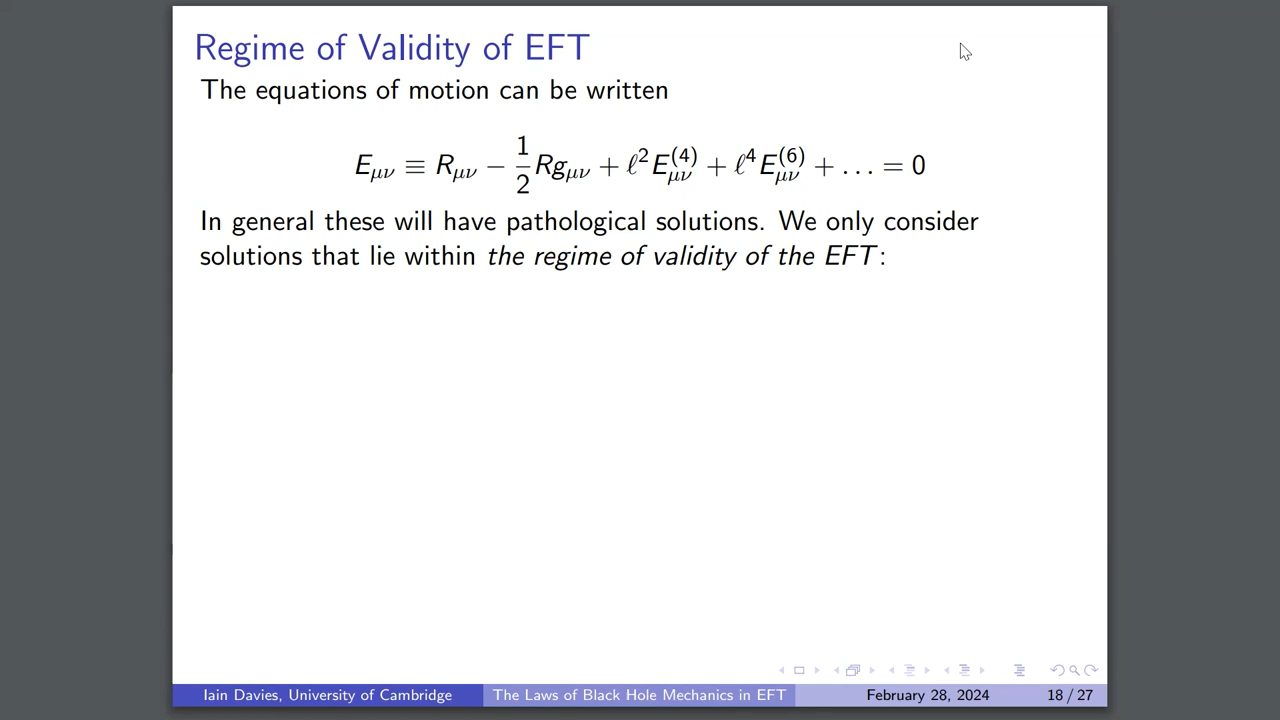 Regime of Validity of EFT
The equations of motion can be written
E_{μν} ≡ R_{μν} − \frac{1}{2} R g_{μν} + ℓ^2 E^{(4)}_{μν} + ℓ^4 E^{(6)}_{μν} + … = 0
In general these will have pathological solutions. We only consider
solutions that lie within the regime of validity of the EFT:
Iain Davies, University of Cambridge The Laws of Black Hole Mechanics in EFT February 28, 2024 18 / 27